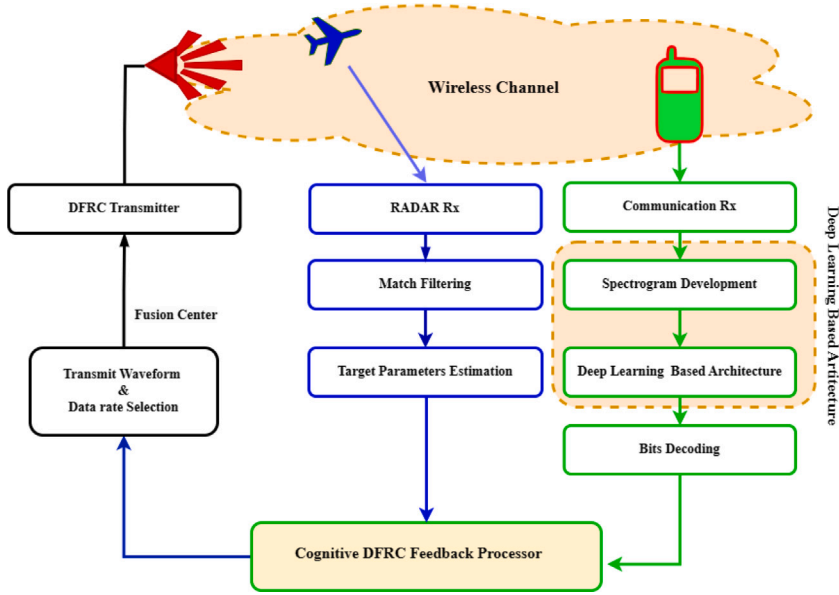 Wireless Channel
DFRC Transmitter
RADAR Rx
Communication Rx
Match Filtering
Spectrogram Development
Fusion Center
Transmit Waveform
&
Data rate Selection
Target Parameters Estimation
Deep Learning Based Architecture
Bits Decoding
Cognitive DFRC Feedback Processor
Deep Learning Based Artitecture